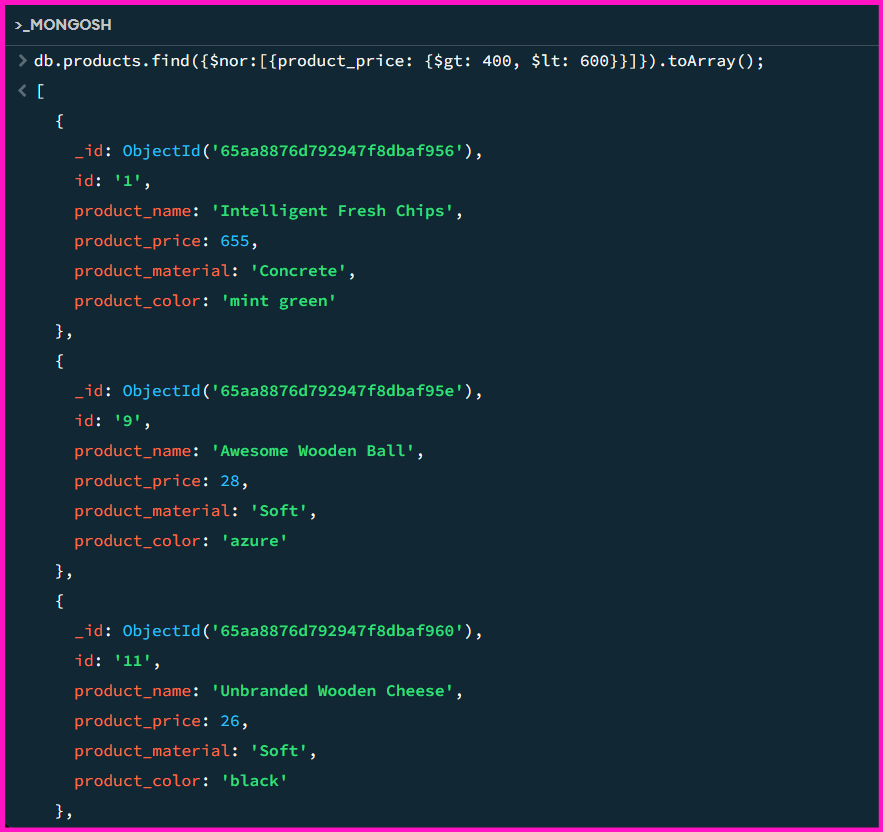 >_MONGOSH
> db.products.find({$nor:[{product_price: {$gt: 400, $lt: 600}}]}).toArray();
< [
{
_id: ObjectId('65aa8876d792947f8dbaf956'),
id: '1',
product_name: 'Intelligent Fresh Chips',
product_price: 655,
product_material: 'Concrete',
product_color: 'mint green'
},
{
_id: ObjectId('65aa8876d792947f8dbaf95e'),
id: '9',
product_name: 'Awesome Wooden Ball',
product_price: 28,
product_material: 'Soft',
product_color: 'azure'
},
{
_id: ObjectId('65aa8876d792947f8dbaf960'),
id: '11',
product_name: 'Unbranded Wooden Cheese',
product_price: 26,
product_material: 'Soft',
product_color: 'black'
},